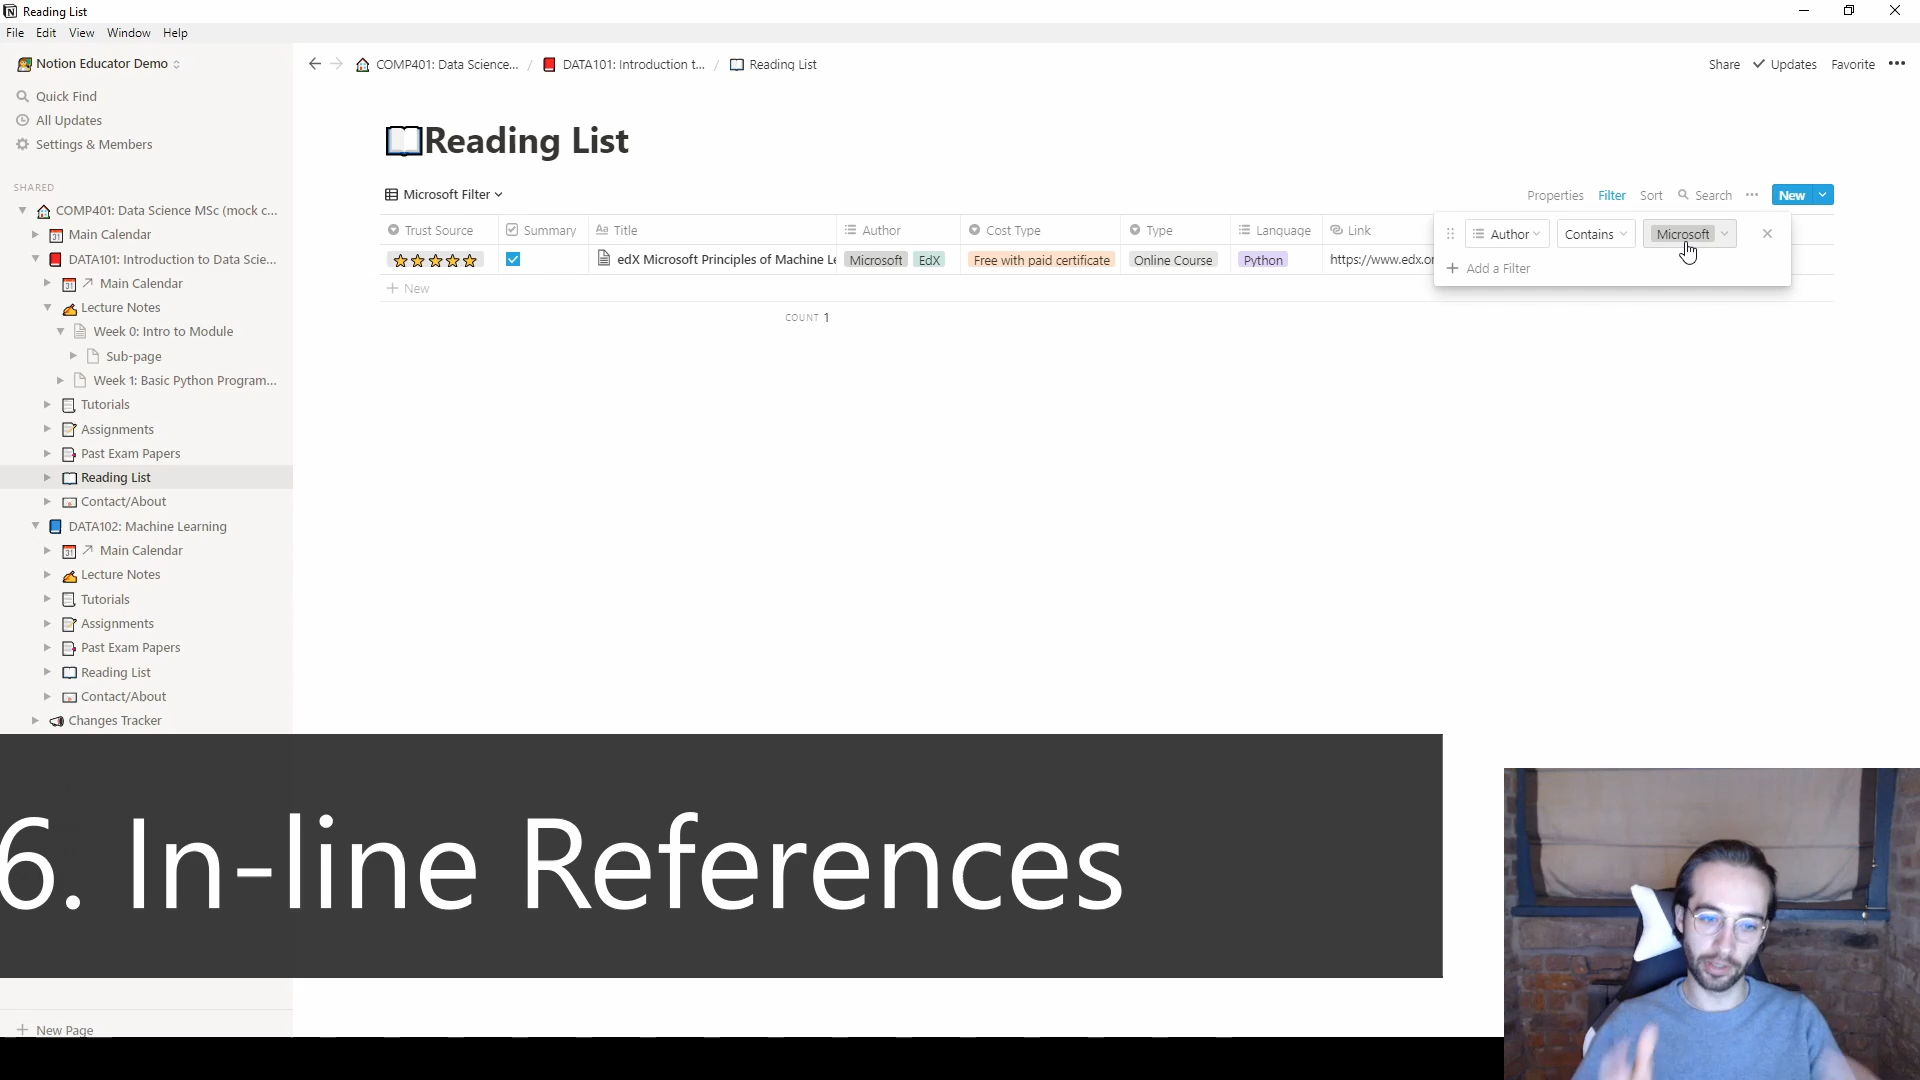 Reading List
File Edit View Window Help
Notion Educator Demo
Quick Find
All Updates
Settings & Members
SHARED
COMP401: Data Science MSc (mock c...
Main Calendar
DATA101: Introduction to Data Scie...
Main Calendar
Lecture Notes
Week 0: Intro to Module
Sub-page
Week 1: Basic Python Program...
Tutorials
Assignments
Past Exam Papers
Reading List
Contact/About
DATA102: Machine Learning
Main Calendar
Lecture Notes
Tutorials
Assignments
Past Exam Papers
Reading List
Contact/About
Changes Tracker
New Page
COMP401: Data Science... / DATA101: Introduction t... / Reading List
Share Updates Favorite •••
Reading List
Microsoft Filter
Properties Filter Sort Search ••• New
Trust Source Summary Title Author Cost Type Type Language Link
edX Microsoft Principles of Machine Le Microsoft EdX Free with paid certificate Online Course Python https://www.edx.or
New
COUNT 1
Author Contains Microsoft
Add a Filter
6. In-line References